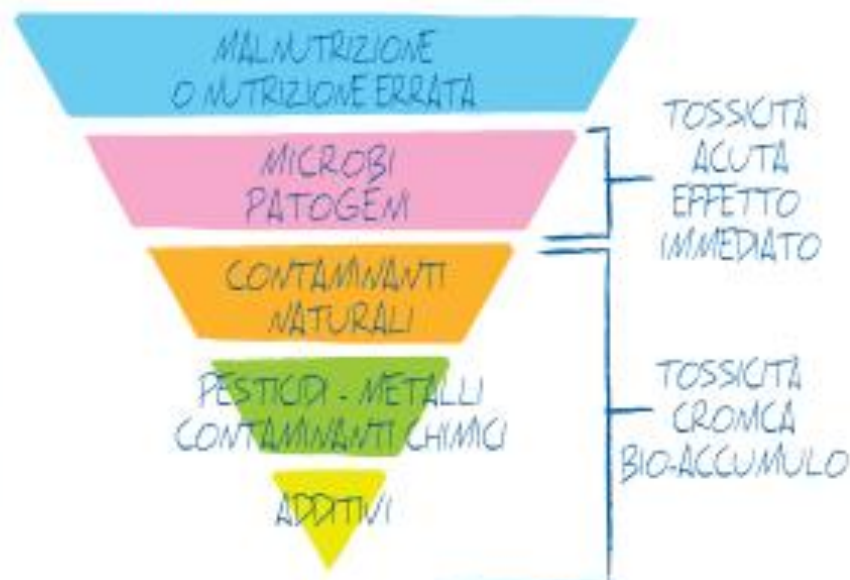 MALNUTRIZIONE
O NUTRIZIONE ERRATA
MICROBI
PATOGENI
CONTAMINANTI
NATURALI
PESTICIDI - METALLI
CONTAMINANTI CHIMICI
ADDITIVI
TOSSICITÀ
ACUTA
EFFETTO
IMMEDIATO
TOSSICITÀ
CRONICA
BIO-ACCUMULO